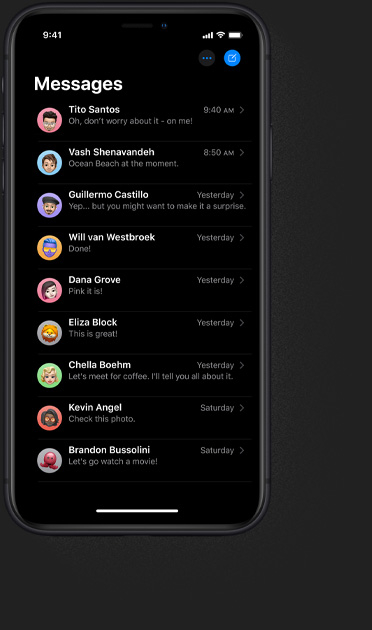 9:41
Messages
Tito Santos 9:40 AM
Oh, don't worry about it - on me!
Vash Shenavandeh 8:50 AM
Ocean Beach at the moment.
Guillermo Castillo Yesterday
Yep... but you might want to make it a surprise.
Will van Westbroek Yesterday
Done!
Dana Grove Yesterday
Pink it is!
Eliza Block Yesterday
This is great!
Chella Boehm Yesterday
Let's meet for coffee. I'll tell you all about it.
Kevin Angel Saturday
Check this photo.
Brandon Bussolini Saturday
Let's go watch a movie!